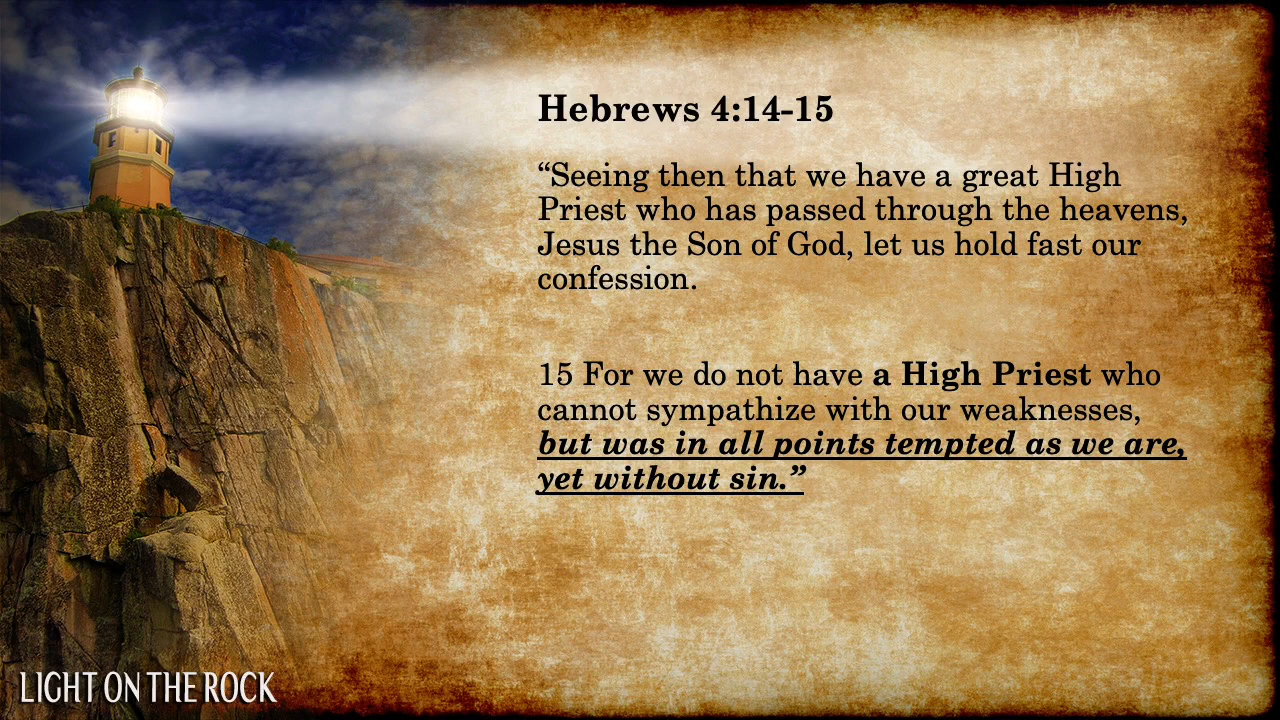 Hebrews 4:14-15
“Seeing then that we have a great High
Priest who has passed through the heavens,
Jesus the Son of God, let us hold fast our
confession.
15 For we do not have a High Priest who
cannot sympathize with our weaknesses,
but was in all points tempted as we are,
yet without sin.”
LIGHT ON THE ROCK